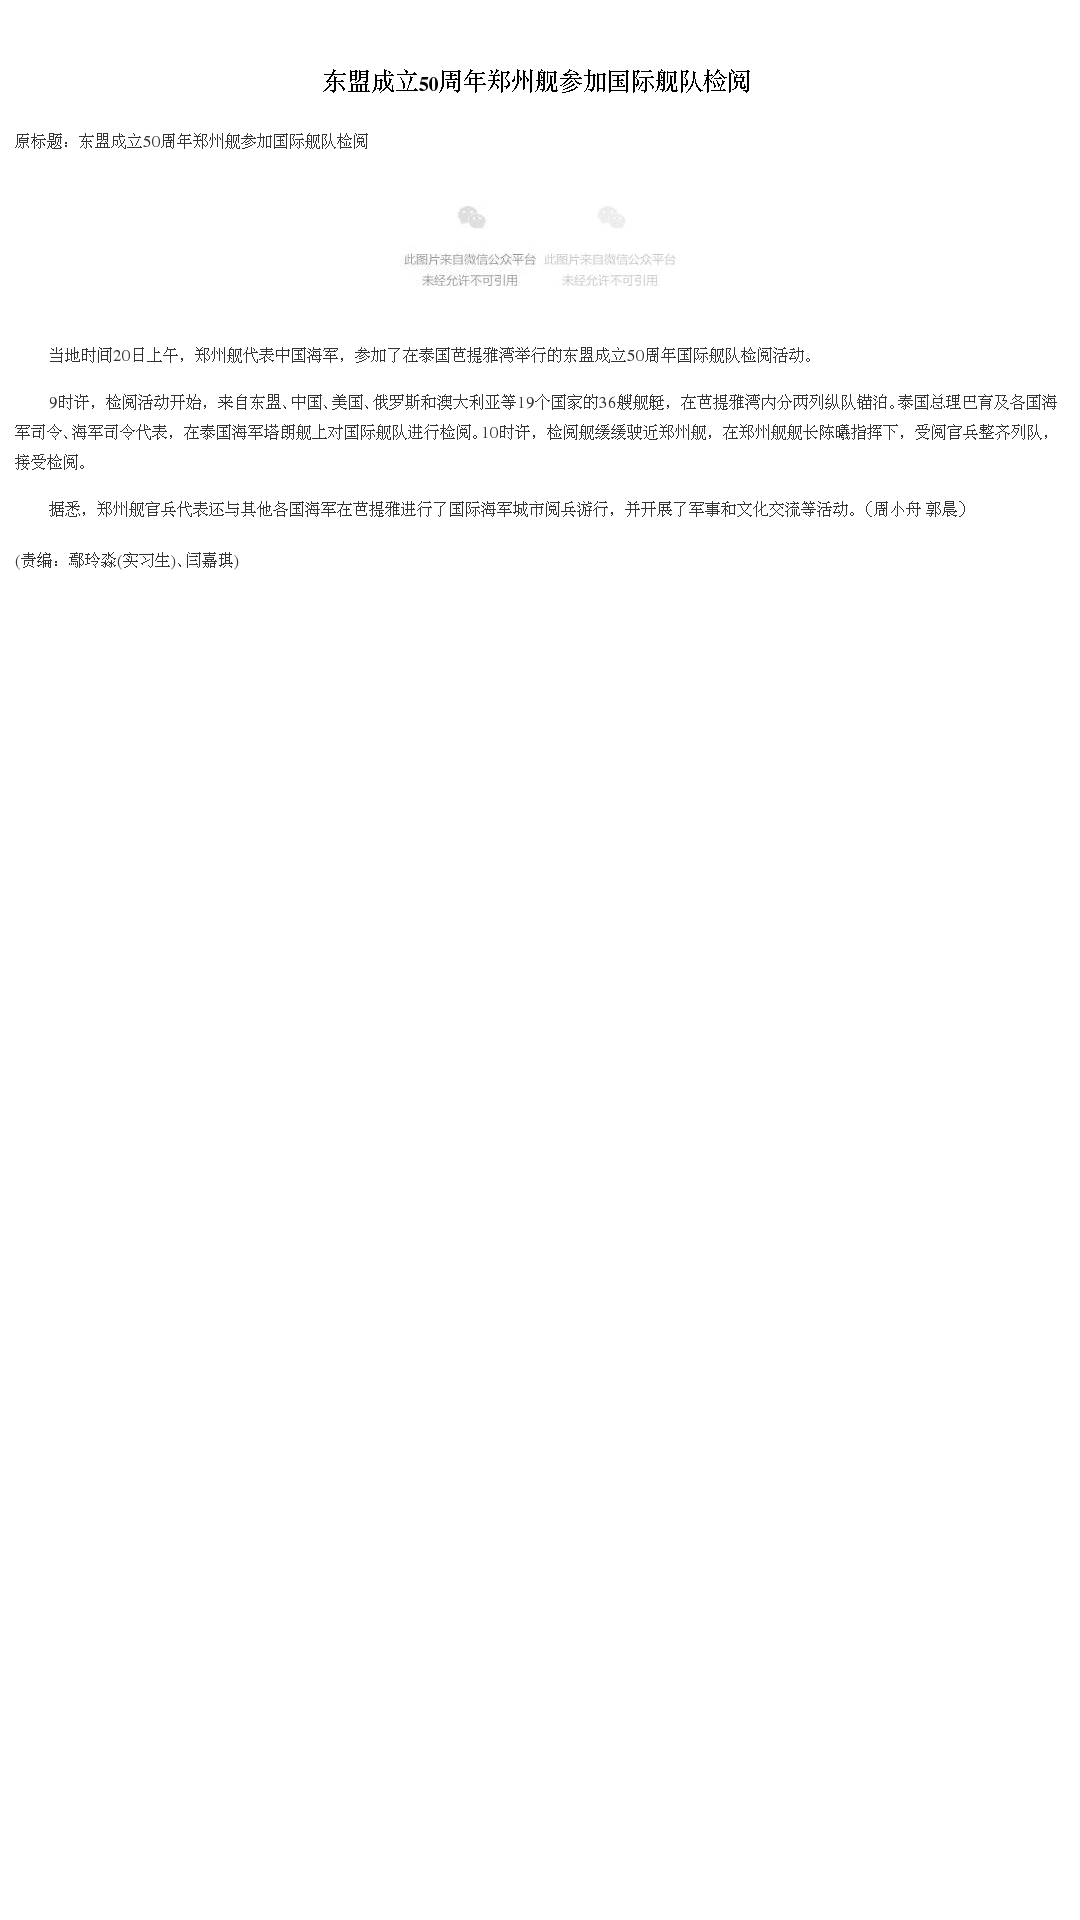 东盟成立50周年郑州舰参加国际舰队检阅
原标题：东盟成立50周年郑州舰参加国际舰队检阅
此图片来自微信公众平台 此图片来自微信公众平台
未经允许不可引用 未经允许不可引用
当地时间20日上午，郑州舰代表中国海军，参加了在泰国芭提雅湾举行的东盟成立50周年国际舰队检阅活动。
9时许，检阅活动开始，来自东盟、中国、美国、俄罗斯和澳大利亚等19个国家的36艘舰艇，在芭提雅湾内分两列纵队锚泊。泰国总理巴育及各国海
军司令、海军司令代表，在泰国海军塔朗舰上对国际舰队进行检阅。10时许，检阅舰缓缓驶近郑州舰，在郑州舰舰长陈曦指挥下，受阅官兵整齐列队，
接受检阅。
据悉，郑州舰官兵代表还与其他各国海军在芭提雅进行了国际海军城市阅兵游行，并开展了军事和文化交流等活动。（周小舟 郭晨）
(责编：鄢玲淼(实习生)、闫嘉琪)